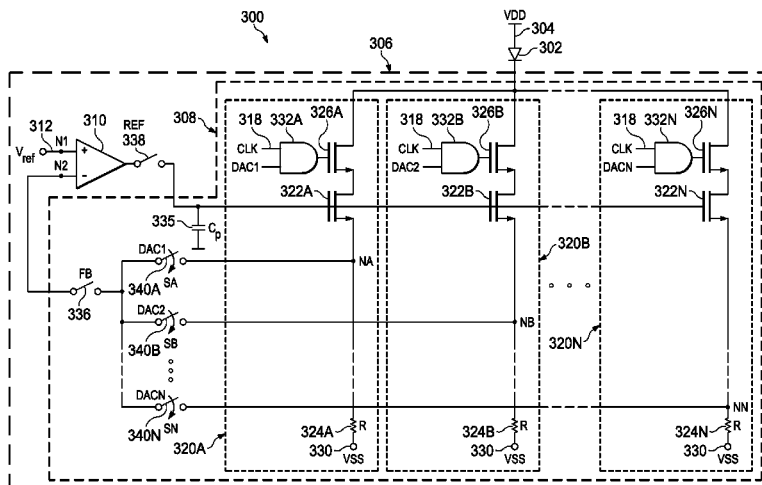 300
VDD
304
302
306
308
312
N1
310
REF
338
Vref
N2
+
-
318
332A
326A
CLK
DAC1
322A
318
332B
326B
CLK
DAC2
322B
318
332N
326N
CLK
DACN
322N
335
Cp
FB
336
DAC1
340A
SA
NA
320B
DAC2
340B
SB
NB
320N
DACN
340N
SN
NN
320A
324A
R
330
VSS
324B
R
330
VSS
324N
R
330
VSS